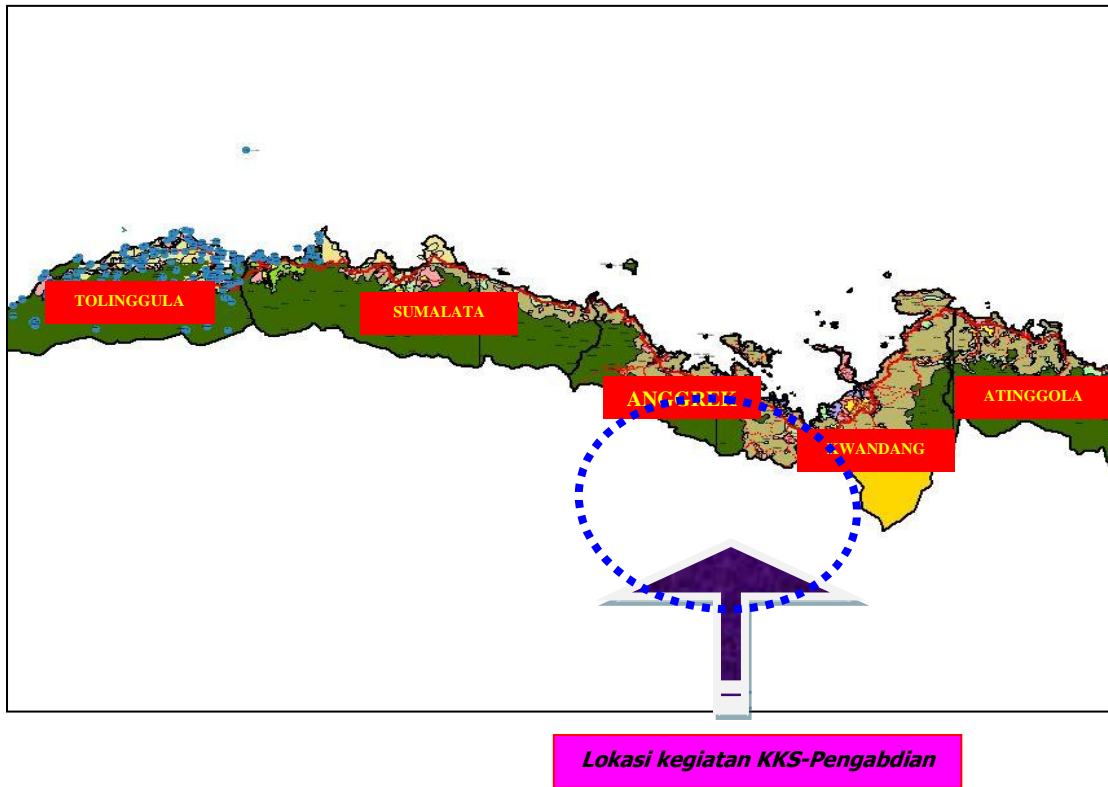 TOLINGGULA
SUMALATA
ANGGREK
ATINGGOLA
KWANDANG
Lokasi kegiatan KKS-Pengabdian